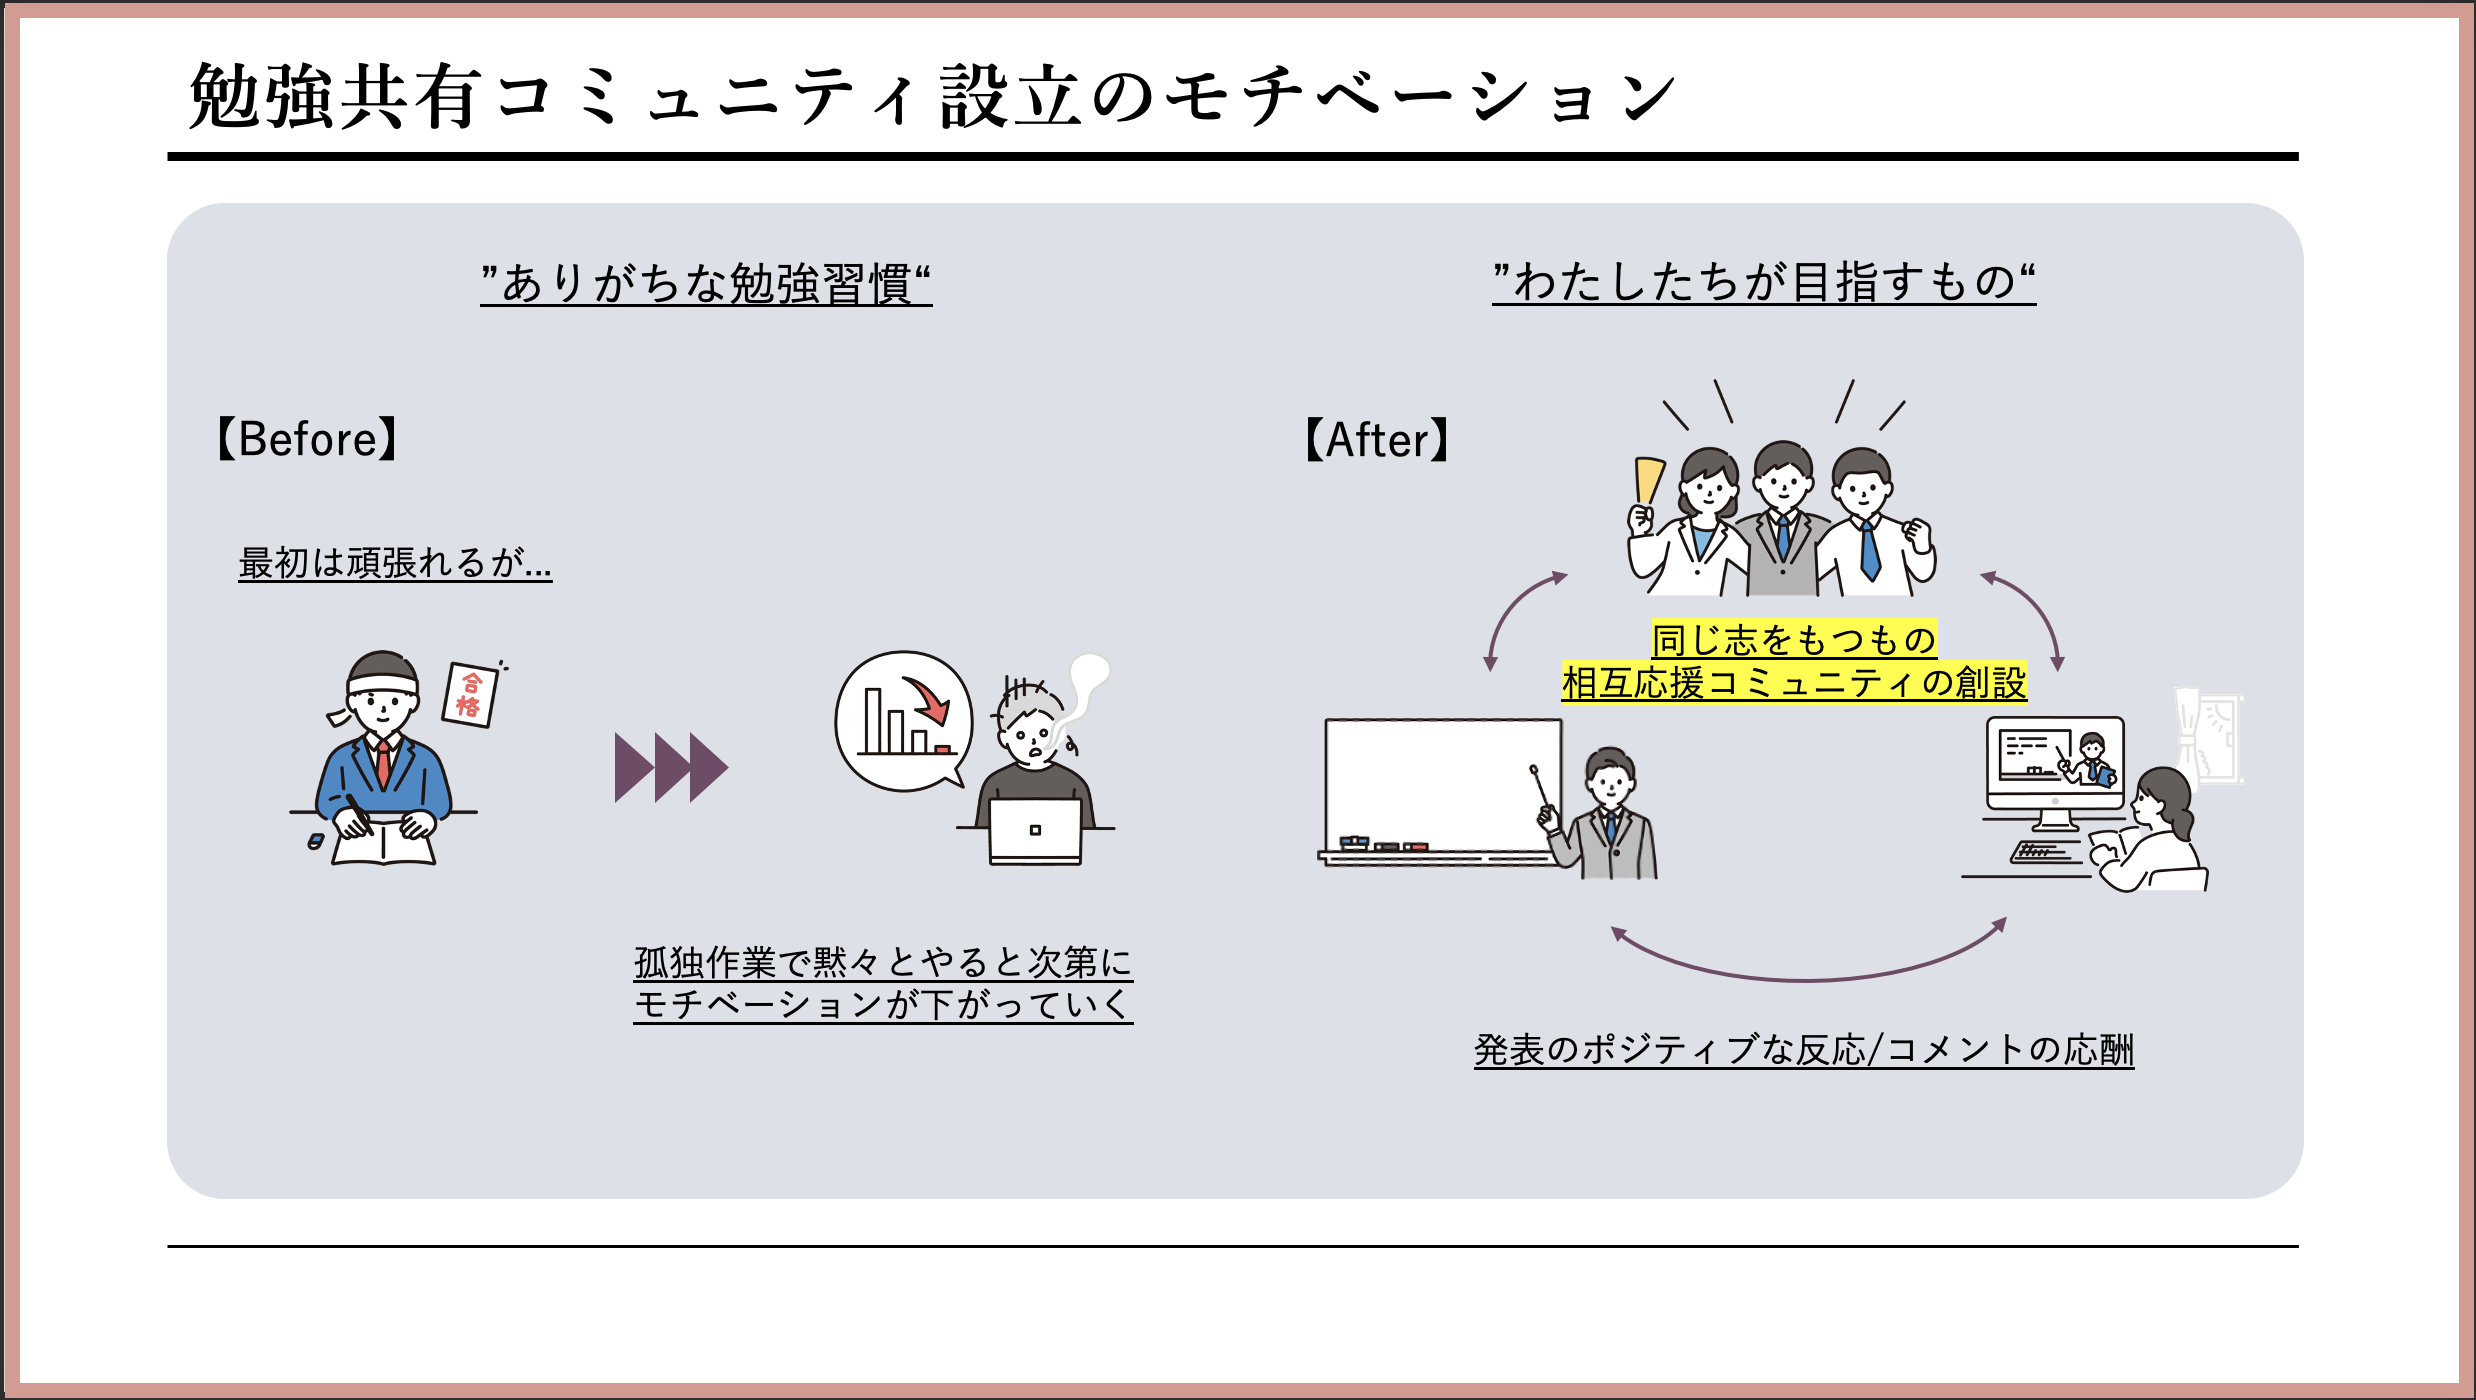 勉強共有コミュニティ設立のモチベーション
”ありがちな勉強習慣“
【Before】
最初は頑張れるが...
合格
孤独作業で黙々とやると次第に
モチベーションが下がっていく
”わたしたちが目指すもの“
【After】
同じ志をもつもの
相互応援コミュニティの創設
発表のポジティブな反応/コメントの応酬